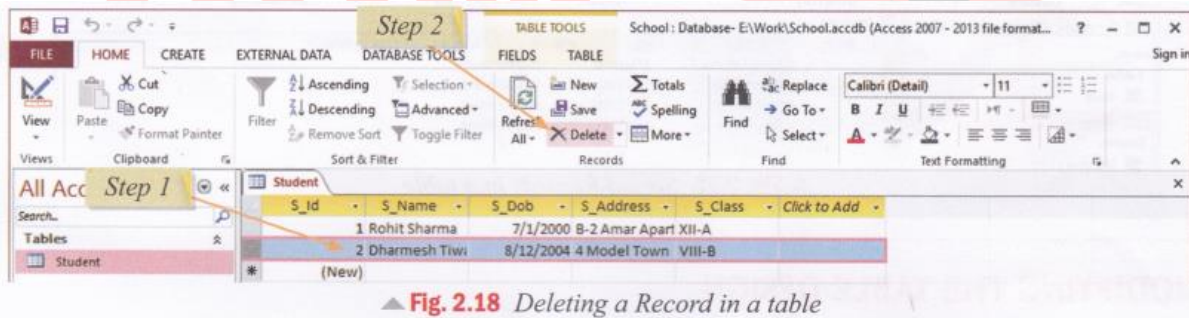 Step 2
TABLE TOOLS School : Database- E:\Work\School.accdb (Access 2007 - 2013 file format... ? X
FILE HOME CREATE EXTERNAL DATA DATABASE TOOLS FIELDS TABLE Sign in
View Paste Cut Copy Format Painter
Filter Ascending Descending Remove Sort Selection Advanced Toggle Filter
Refresh All New Save Delete Totals Spelling More
Find Replace Go To Select
Calibri (Detail) 11
B I U A
Views Clipboard Sort & Filter Records Find Text Formatting
All Acc
Step 1
Search...
Tables
Student
Student
S_Id S_Name S_Dob S_Address S_Class Click to Add
1 Rohit Sharma 7/1/2000 B-2 Amar Apart XII-A
2 Dharmesh Tiwa 8/12/2004 4 Model Town VIII-B
* (New)
▲ Fig. 2.18 Deleting a Record in a table